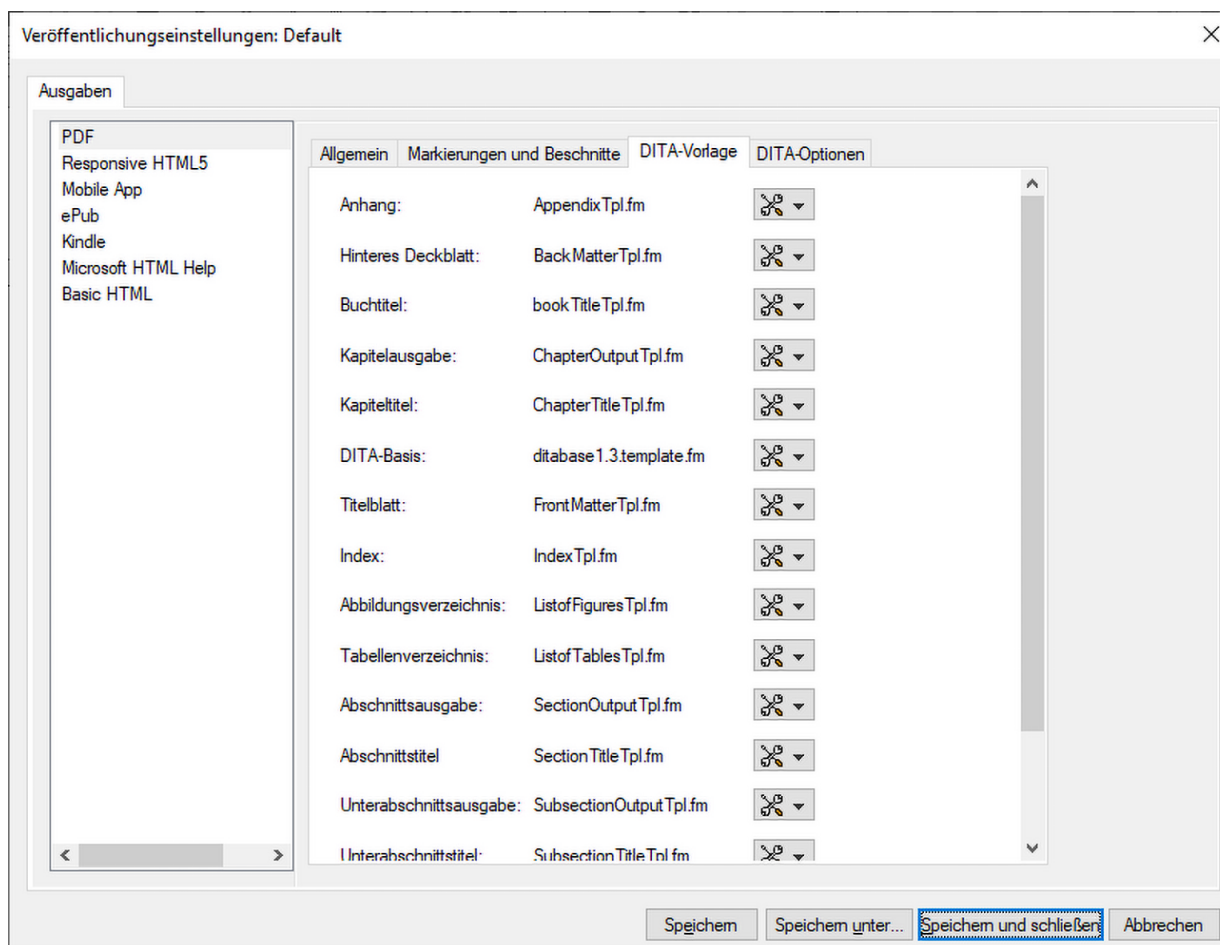 Veröffentlichungseinstellungen: Default
Ausgaben
PDF
Responsive HTML5
Mobile App
ePub
Kindle
Microsoft HTML Help
Basic HTML
Allgemein Markierungen und Beschnitte DITA-Vorlage DITA-Optionen
Anhang: AppendixTpl.fm
Hinteres Deckblatt: BackMatterTpl.fm
Buchtitel: bookTitleTpl.fm
Kapitelausgabe: ChapterOutputTpl.fm
Kapiteltitel: ChapterTitleTpl.fm
DITA-Basis: ditabase1.3.template.fm
Titelblatt: FrontMatterTpl.fm
Index: IndexTpl.fm
Abbildungsverzeichnis: ListofFiguresTpl.fm
Tabellenverzeichnis: ListofTablesTpl.fm
Abschnittsausgabe: SectionOutputTpl.fm
Abschnittstitel SectionTitleTpl.fm
Unterabschnittsausgabe: SubsectionOutputTpl.fm
Unterabschnittstitel: SubsectionTitleTpl.fm
Speichern Speichern unter... Speichern und schließen Abbrechen